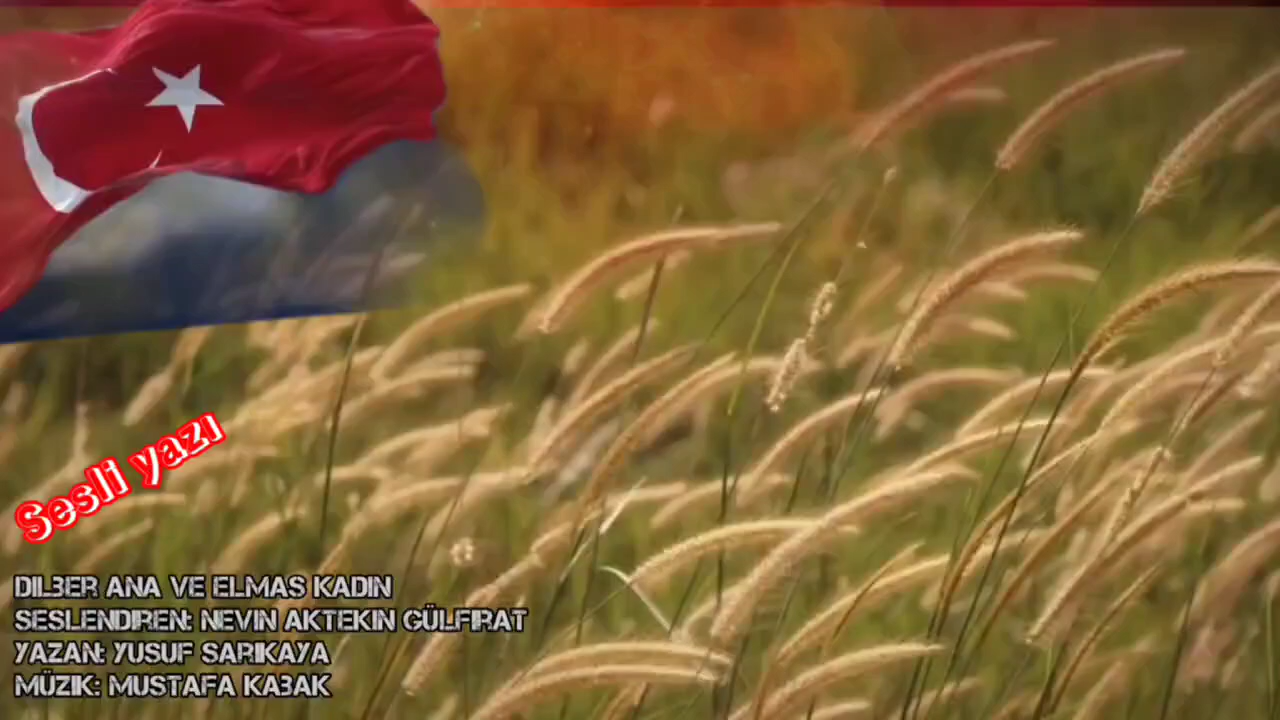 Sesli yazı
DILBER ANA VE ELMAS KADIN
SESLENDIREN: NEVIN AKTEKIN GÜLFIRAT
YAZAN: YUSUF SARIKAYA
MÜZIK: MUSTAFA KABAK